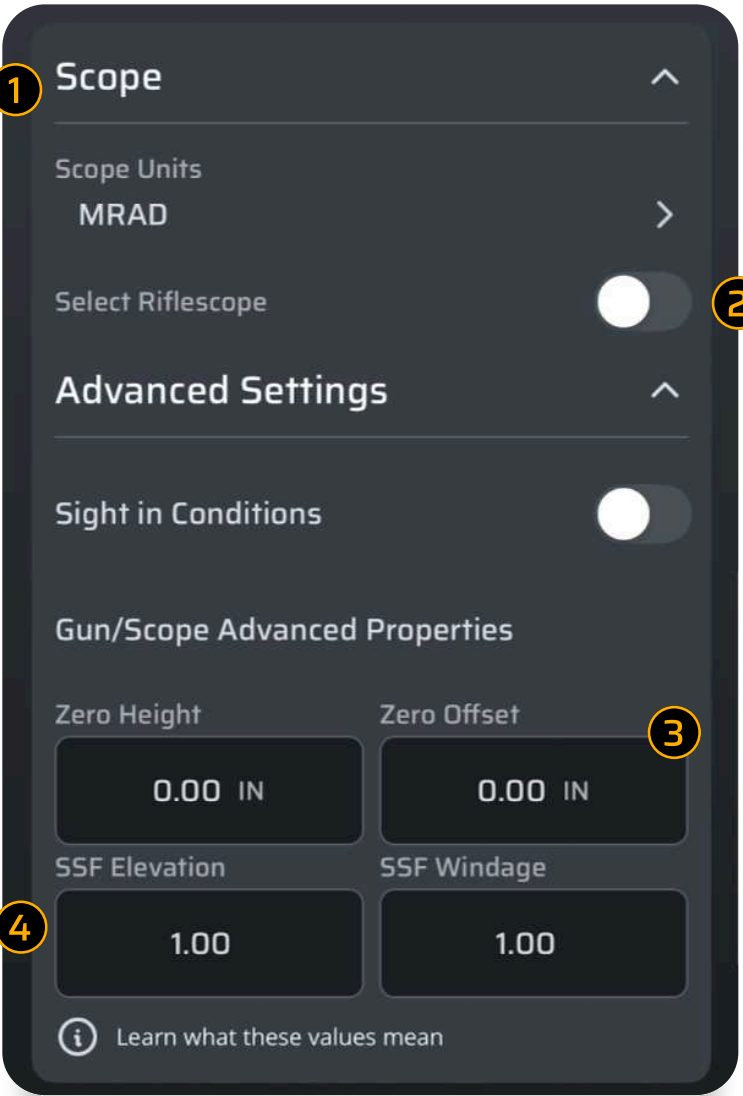 1
Scope
Scope Units
MRAD
Select Riflescope
2
Advanced Settings
Sight in Conditions
Gun/Scope Advanced Properties
Zero Height Zero Offset
3
0.00 IN 0.00 IN
SSF Elevation SSF Windage
4
1.00 1.00
i Learn what these values mean